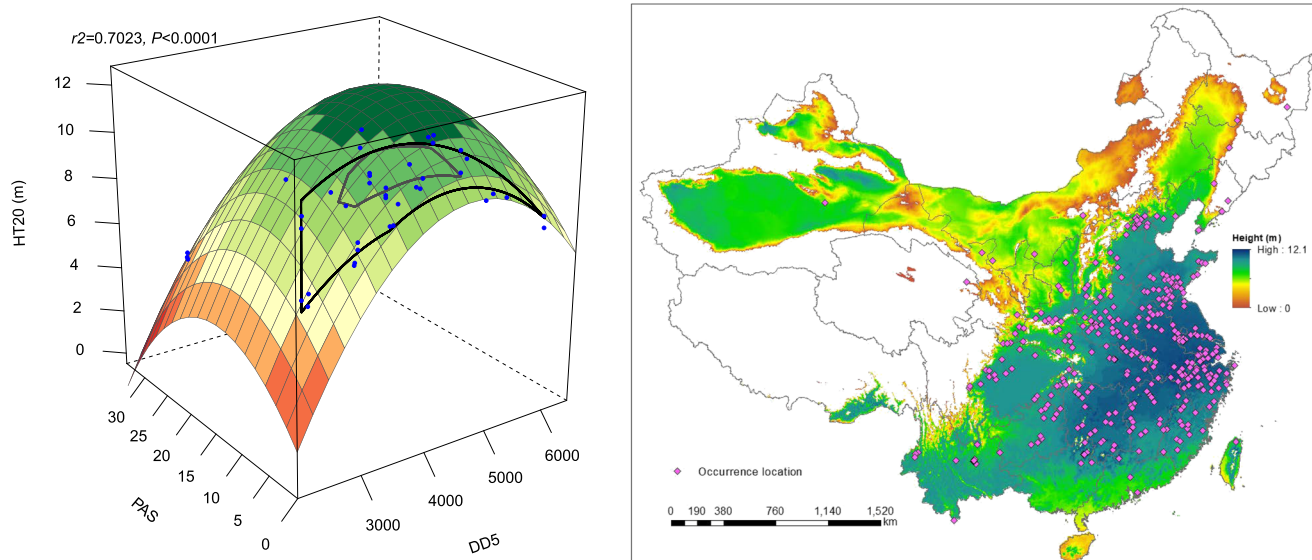 r2=0.7023, P<0.0001
HT20 (m)
12
10
8
6
4
2
0
30
25
20
15
10
5
0
PAS
3000
4000
5000
6000
DD5
Height (m)
High : 12.1
Low : 0
Occurrence location
0 190 380 760 1,140 1,520
km